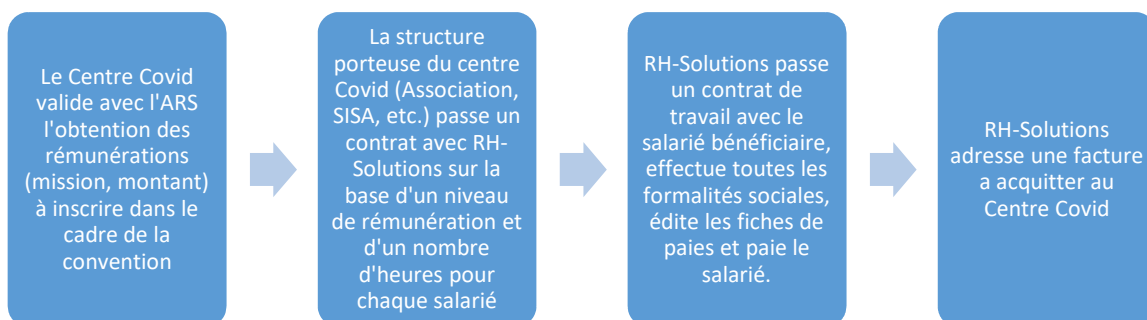 Le Centre Covid
valide avec l'ARS
l'obtention des
rémunérations
(mission, montant)
à inscrire dans le
cadre de la
convention
La structure
porteuse du centre
Covid (Association,
SISA, etc.) passe un
contrat avec RH-
Solutions sur la
base d'un niveau
de rémunération et
d'un nombre
d'heures pour
chaque salarié
RH-Solutions passe
un contrat de
travail avec le
salarié bénéficiaire,
effectue toutes les
formalités sociales,
édite les fiches de
paies et paie le
salarié.
RH-Solutions
adresse une facture
a acquitter au
Centre Covid